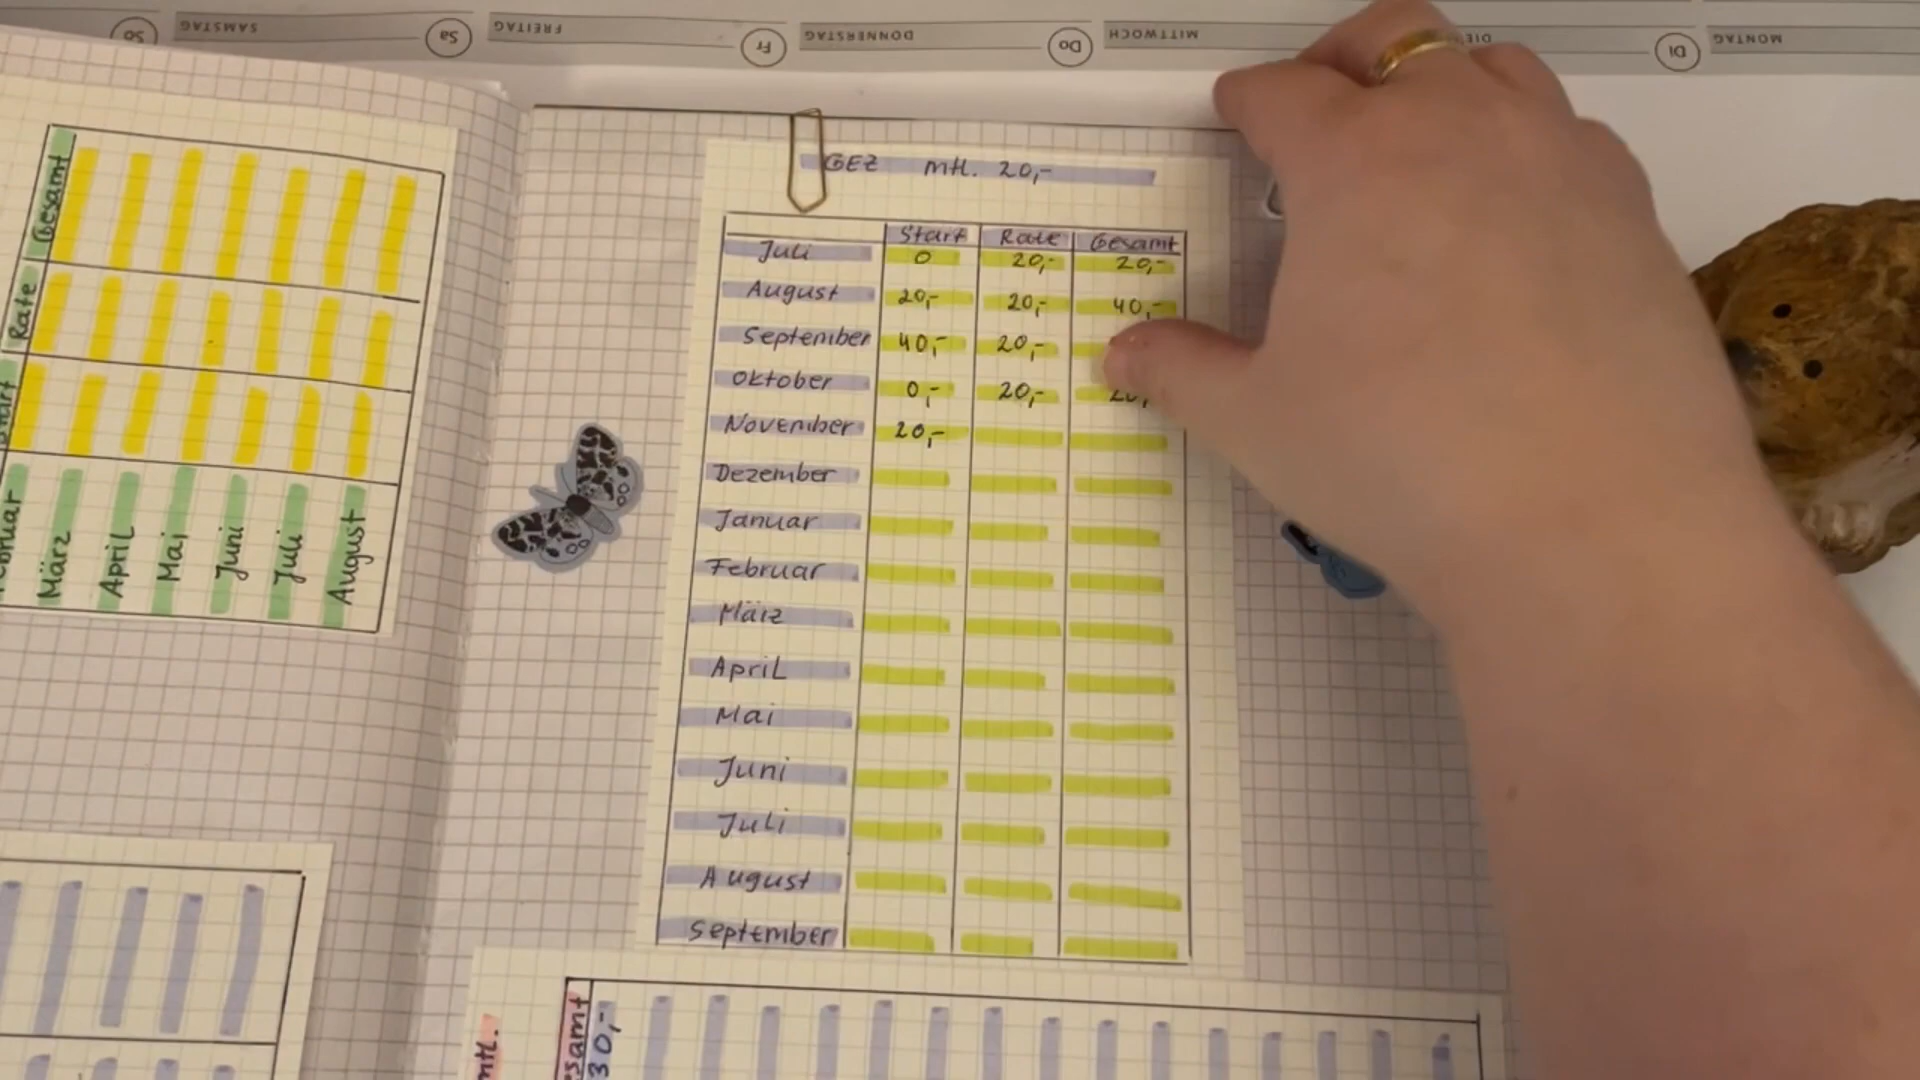 So SAMSTAG Sa FREITAG Fr DONNERSTAG Do MITTWOCH Di MONTAG
GEZ mtl. 20,-
Start Rate Gesamt
Juli 0 20,- 20,-
August 20,- 20,- 40,-
September 40,- 20,-
Oktober 0,- 20,-
November 20,-
Dezember
Januar
Februar
März
April
Mai
Juni
Juli
August
September
Gesamt
Rate
März
April
Mai
Juni
Juli
August
mtl.
30,-